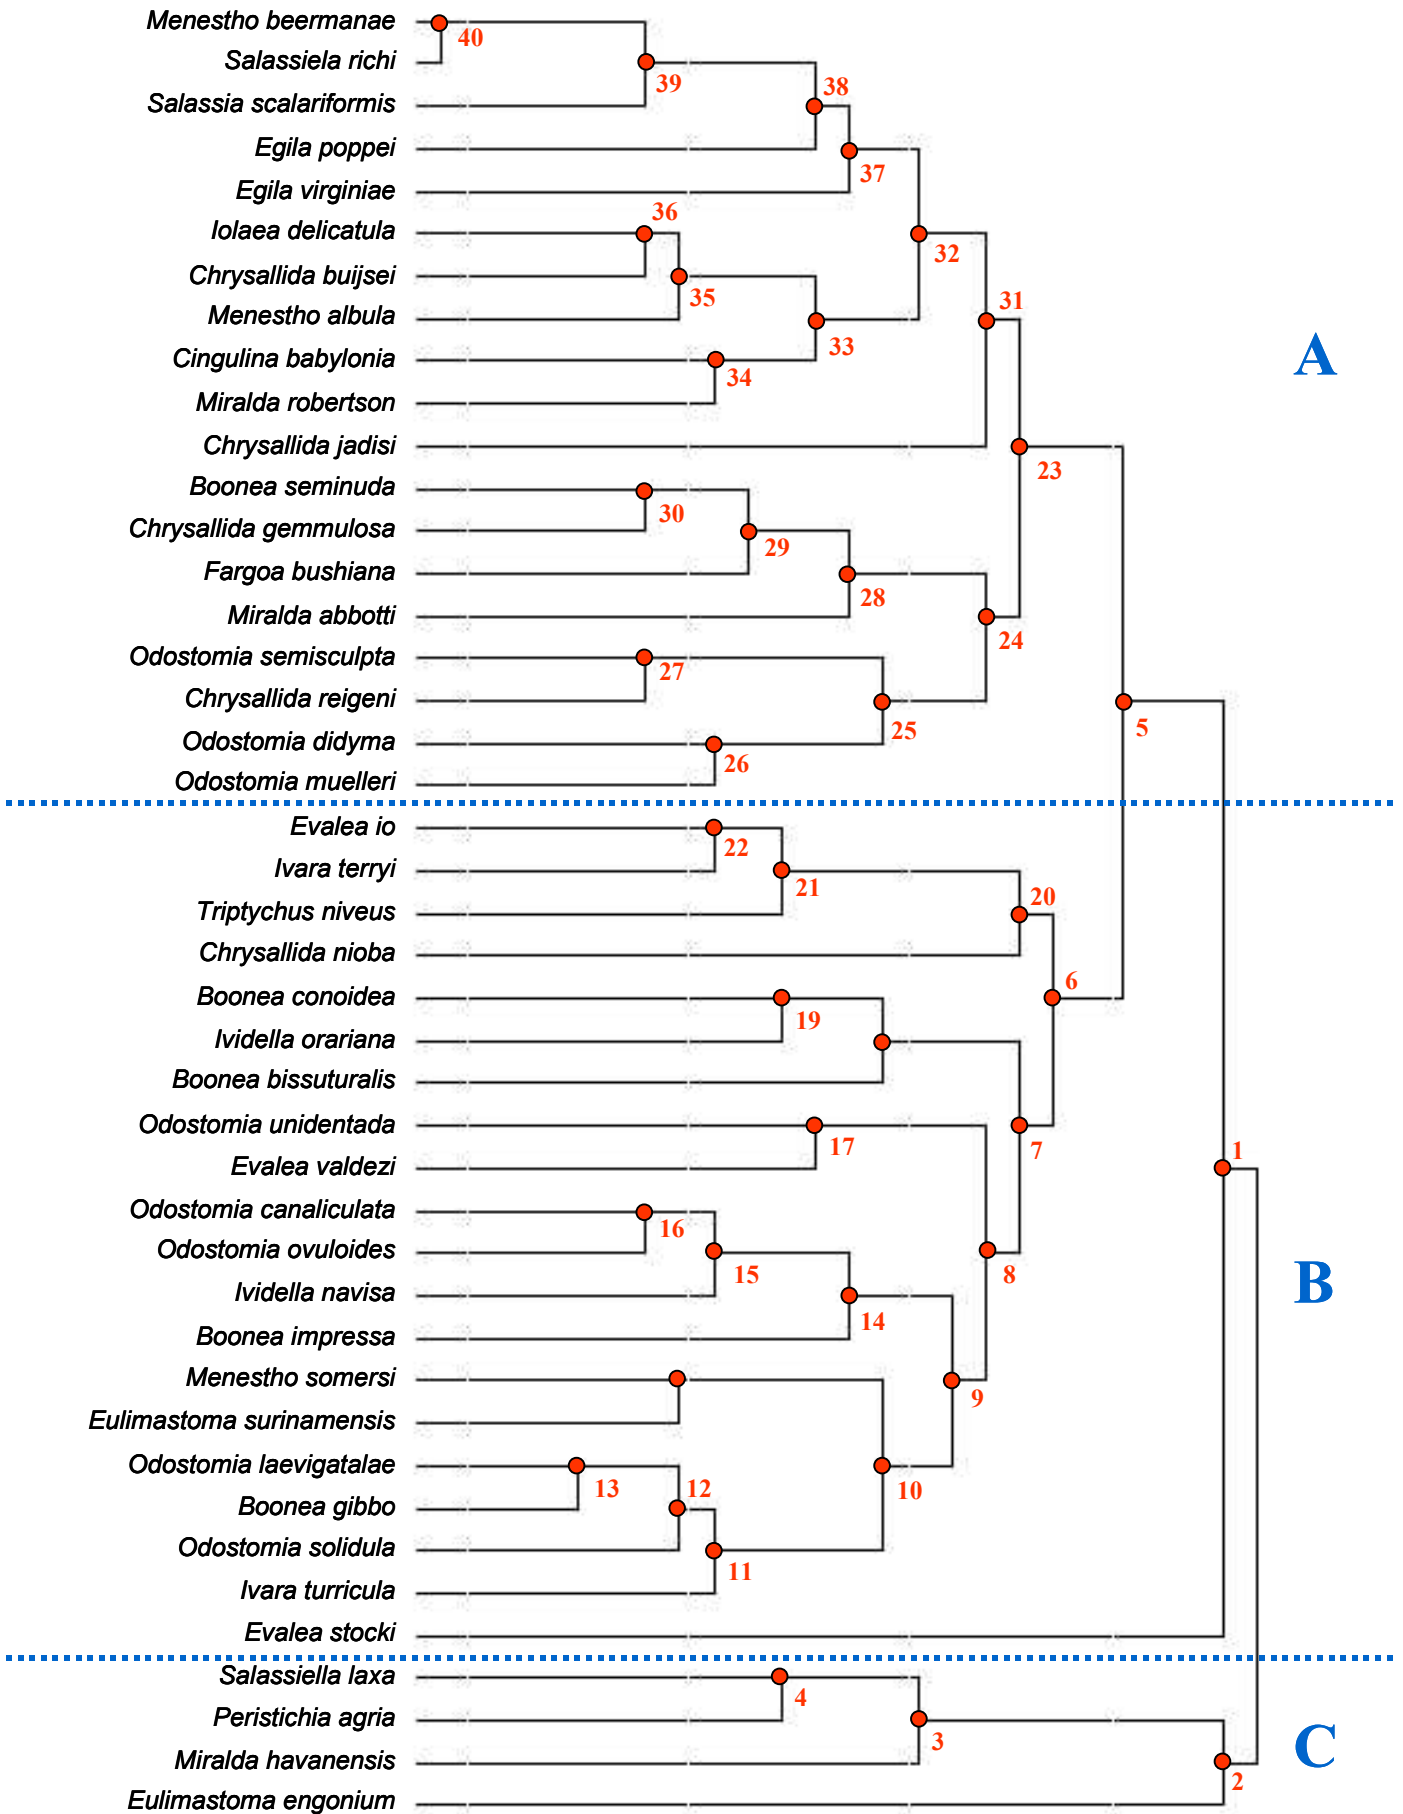 Menestho beermanae
40
Salassiela richi
39
38
Salassia scalariformis
Egila poppei
37
Egila virginiae
36
Iolaea delicatula
32
Chrysallida buijsei
35
31
Menestho albula
33
A
Cingulina babylonia
34
Miralda robertson
Chrysallida jadisi
23
Boonea seminuda
30
Chrysallida gemmulosa
29
Fargoa bushiana
28
Miralda abbotti
24
Odostomia semisculpta
27
Chrysallida reigeni
25
5
Odostomia didyma
26
Odostomia muelleri
Evalea io
22
Ivara terryi
21
20
Triptychus niveus
Chrysallida nioba
6
Boonea conoidea
19
Ividella orariana
Boonea bissuturalis
Odostomia unidentada
17
7
1
Evalea valdezi
Odostomia canaliculata
16
Odostomia ovuloides
15
8
B
Ividella navisa
14
Boonea impressa
Menestho somersi
9
Eulimastoma surinamensis
Odostomia laevigatalae
13
12
10
Boonea gibbo
Odostomia solidula
11
Ivara turricula
Evalea stocki
Salassiella laxa
4
Peristichia agria
3
C
Miralda havanensis
2
Eulimastoma engonium